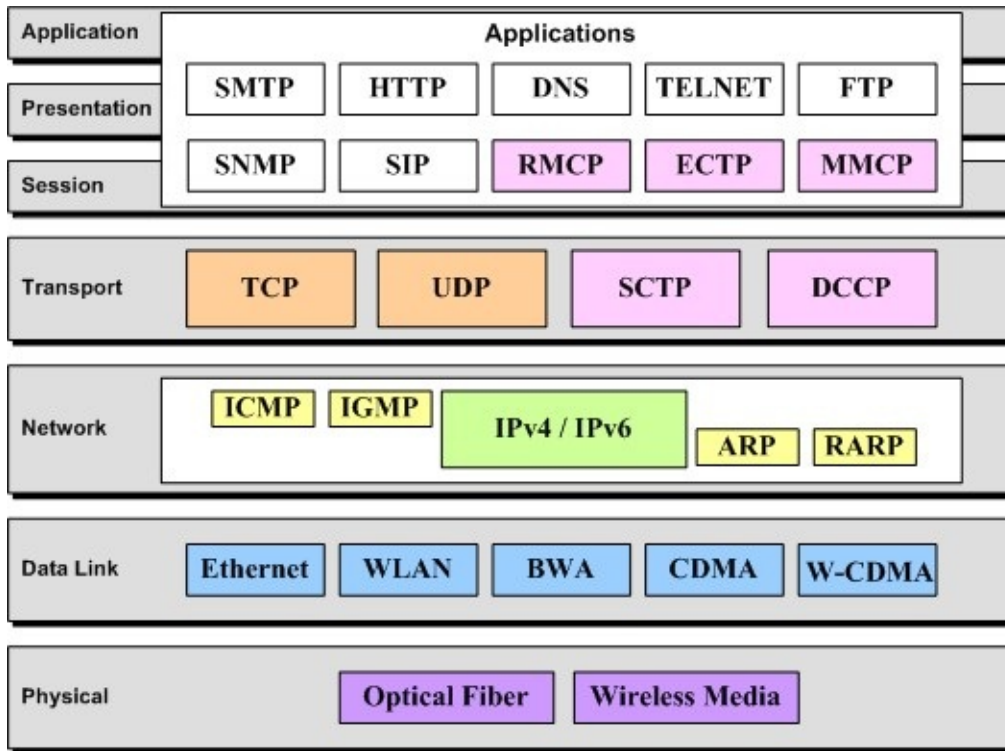 Application
Applications
SMTP HTTP DNS TELNET FTP
Presentation
SNMP SIP RMCP ECTP MMCP
Session
Transport
TCP UDP SCTP DCCP
Network
ICMP IGMP IPv4 / IPv6 ARP RARP
Data Link
Ethernet WLAN BWA CDMA W-CDMA
Physical
Optical Fiber Wireless Media